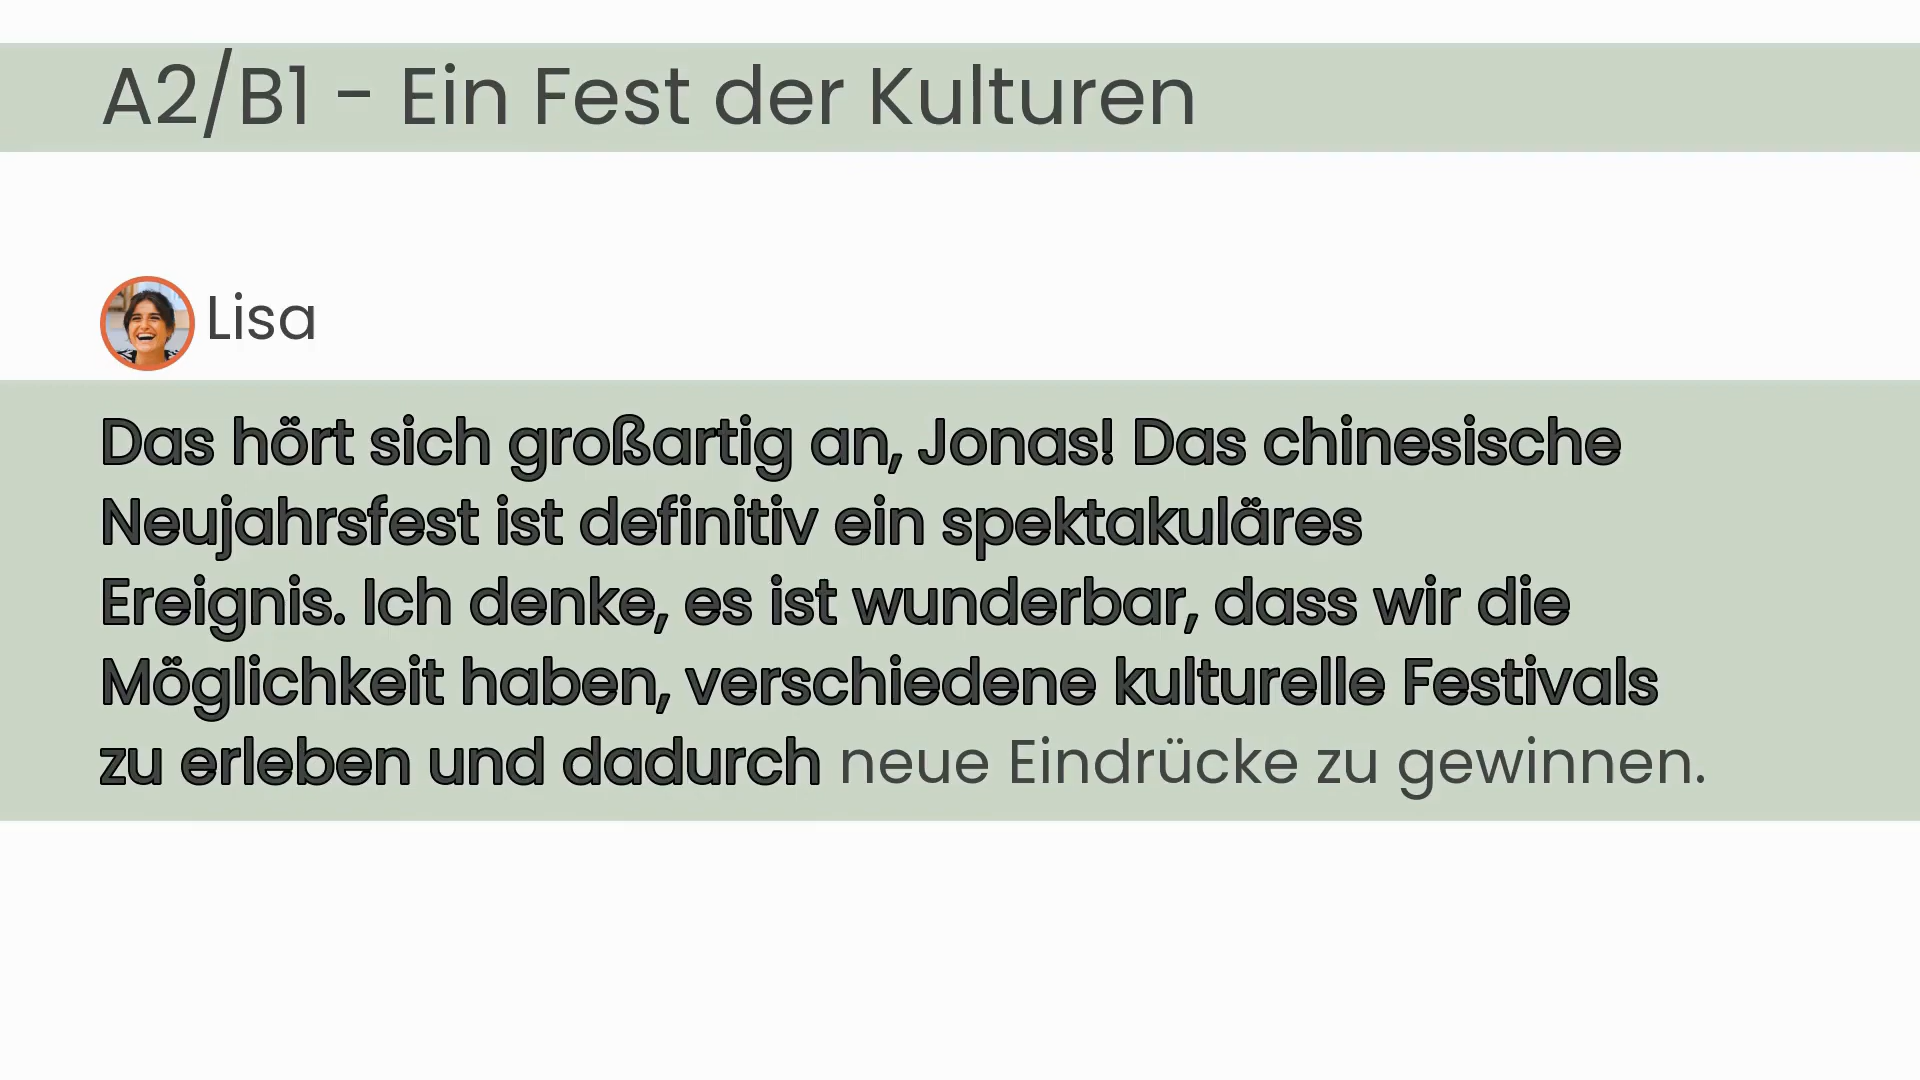 A2/B1 - Ein Fest der Kulturen
Lisa
Das hört sich großartig an, Jonas! Das chinesische
Neujahrsfest ist definitiv ein spektakuläres
Ereignis. Ich denke, es ist wunderbar, dass wir die
Möglichkeit haben, verschiedene kulturelle Festivals
zu erleben und dadurch neue Eindrücke zu gewinnen.